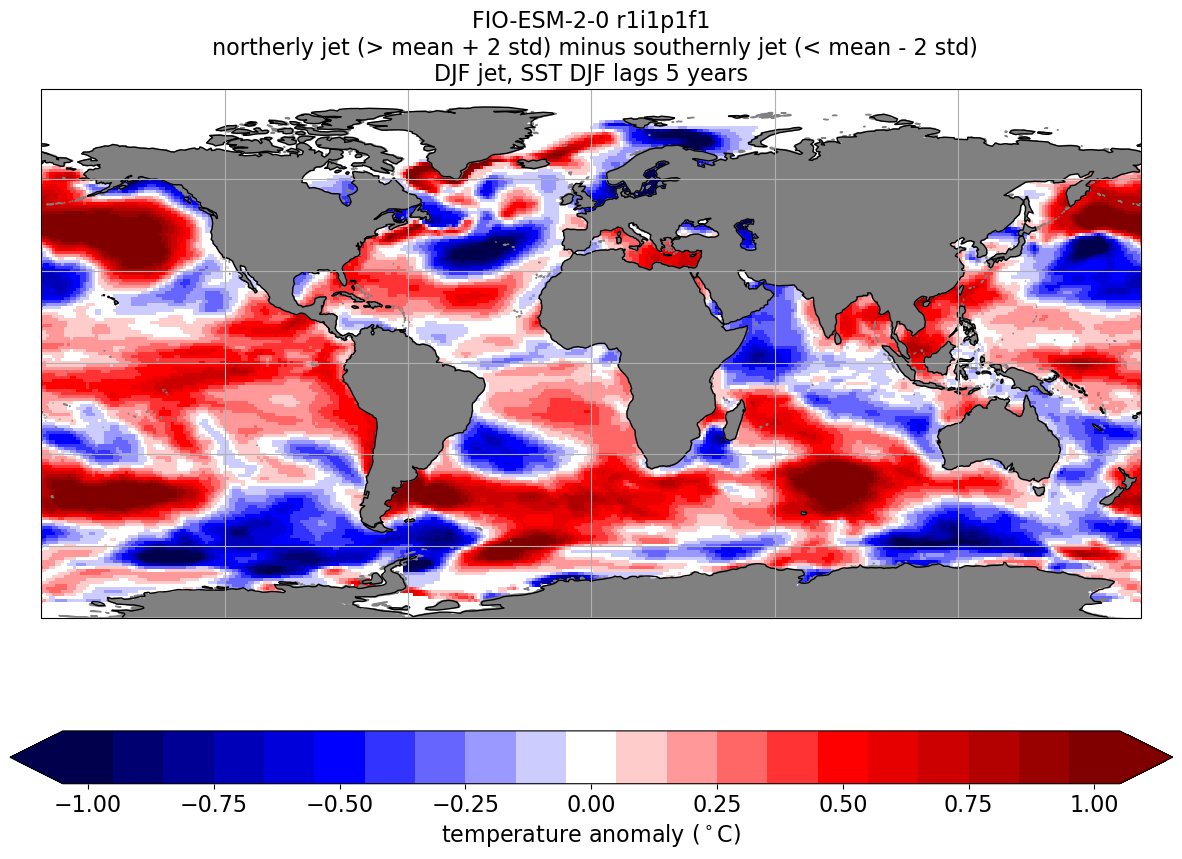 FIO-ESM-2-0 r1i1p1f1
northerly jet (> mean + 2 std) minus southernly jet (< mean - 2 std)
DJF jet, SST DJF lags 5 years
−1.00 −0.75 −0.50 −0.25 0.00 0.25 0.50 0.75 1.00
temperature anomaly (°C)